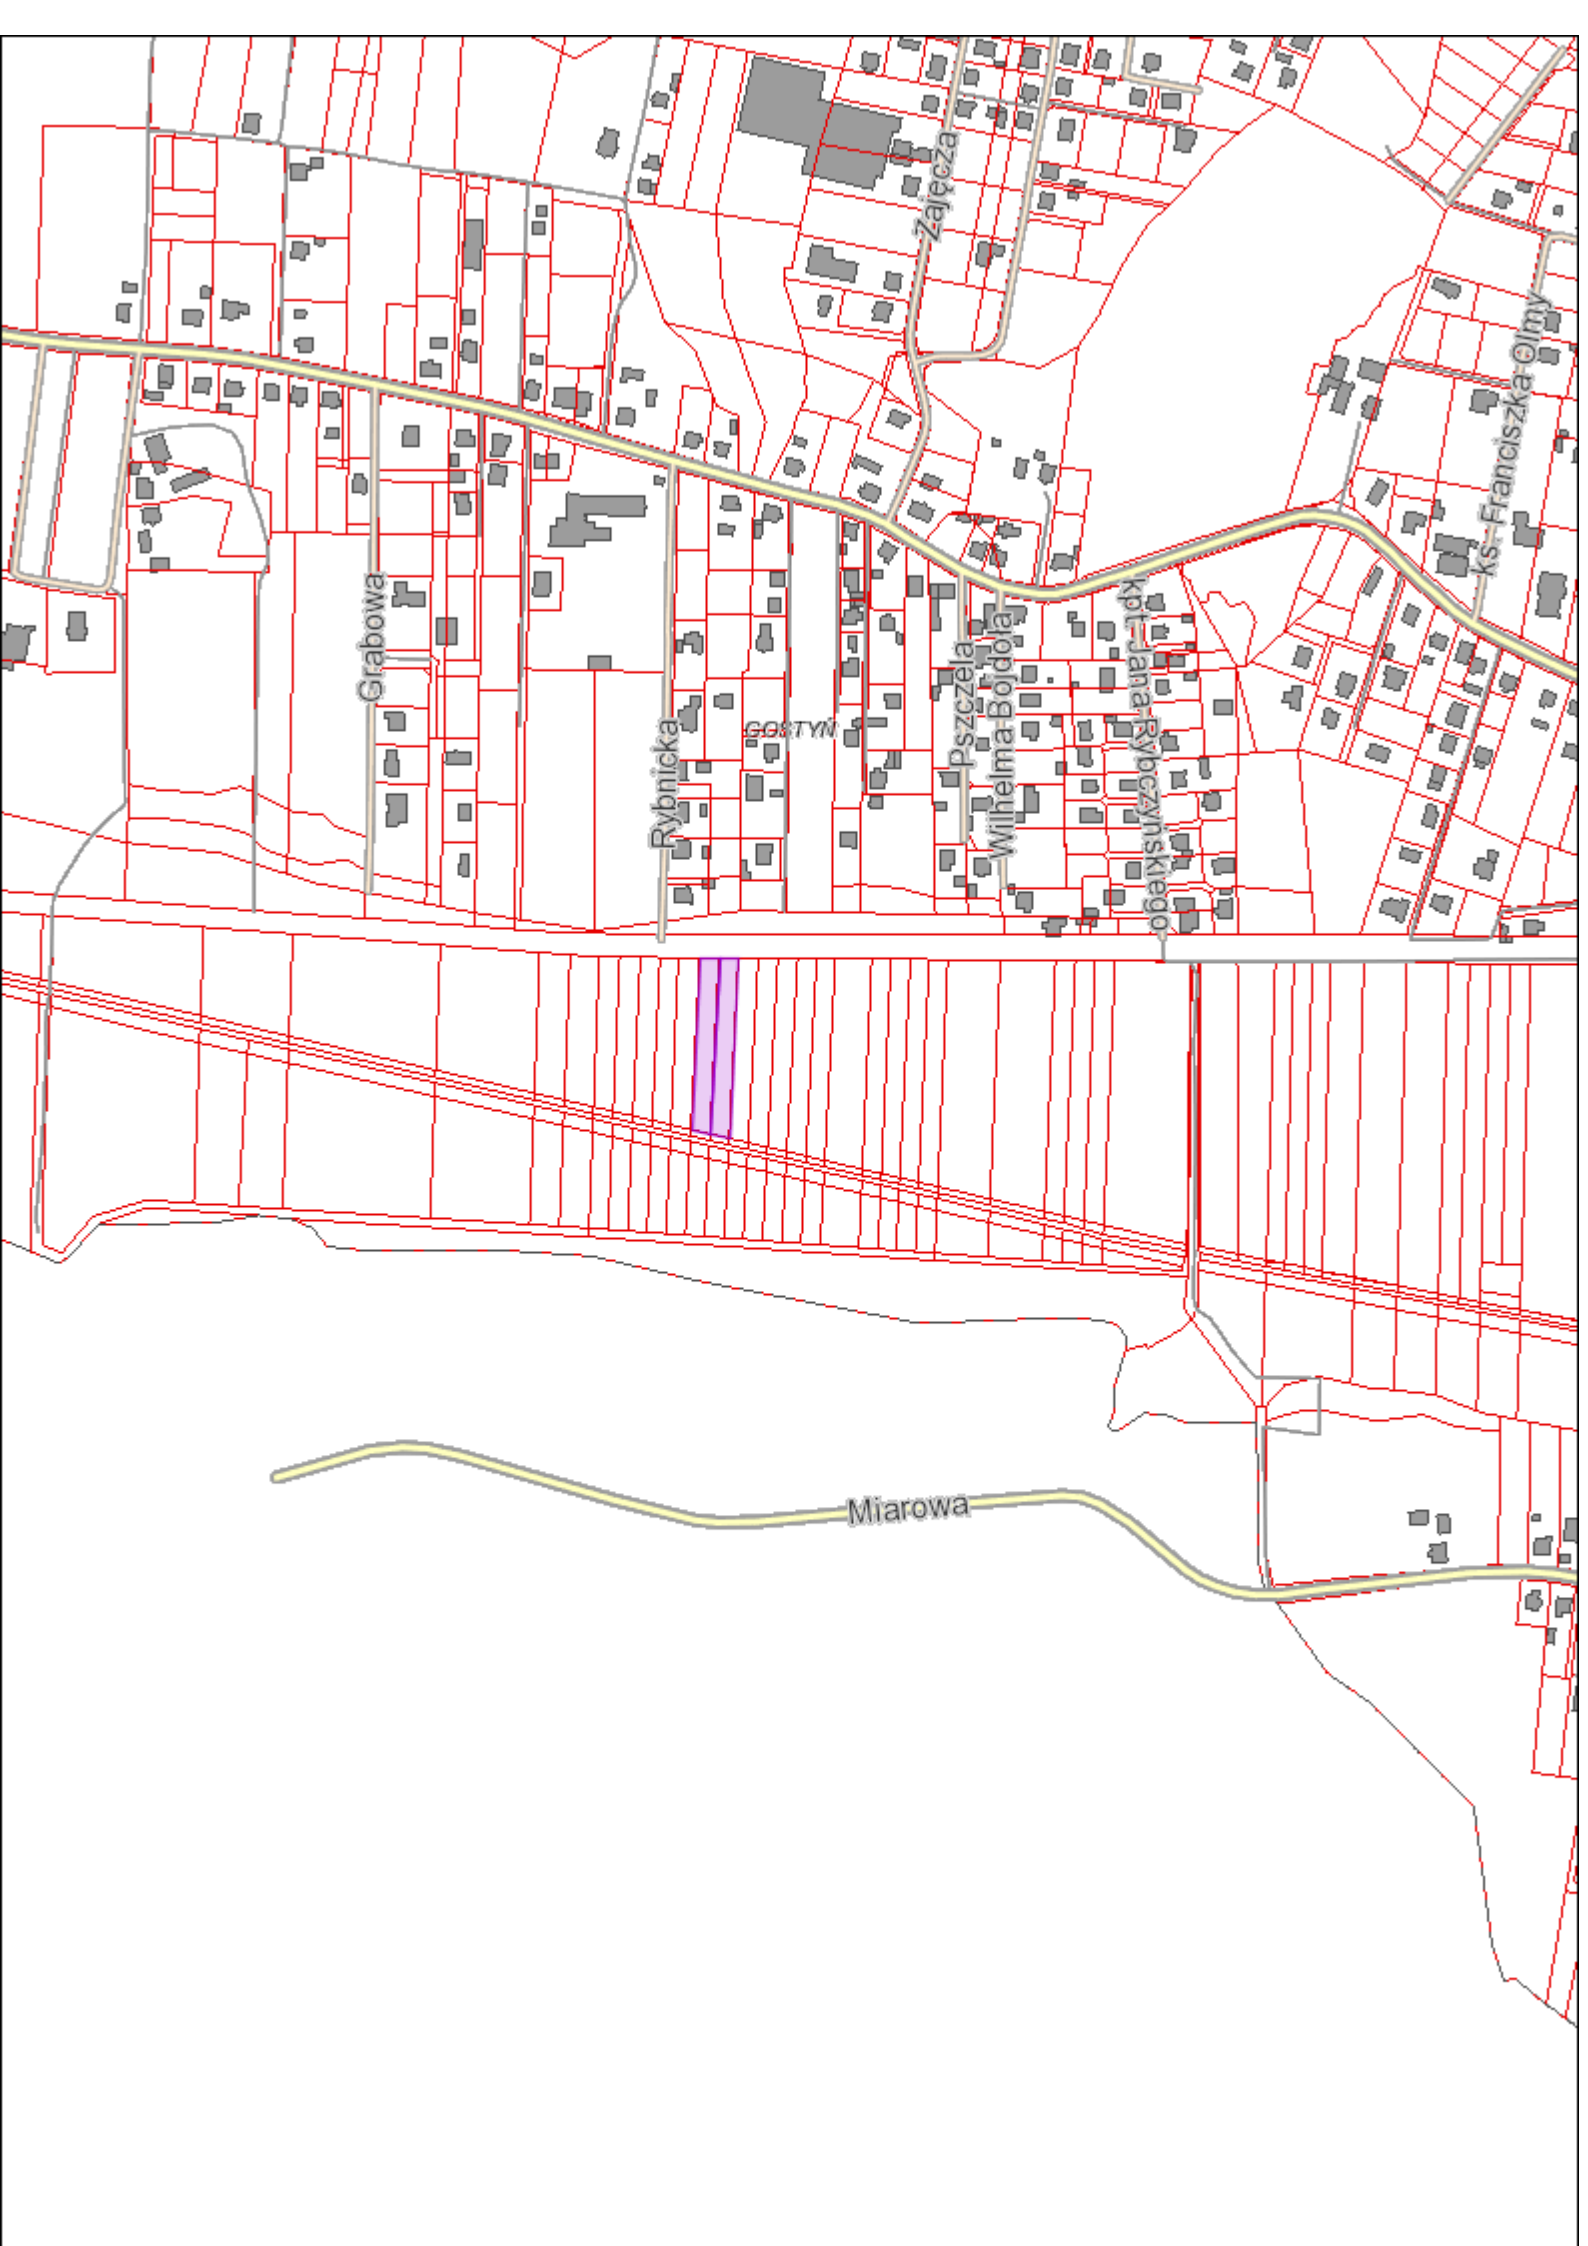 Zajęcza
ks. Franciszka Olmy
Grabowa
Rybnicka
GOSTYŃ
Pszczela
Wilhelma Bojdoła
kpt. Jana Rybczyńskiego
Miarowa